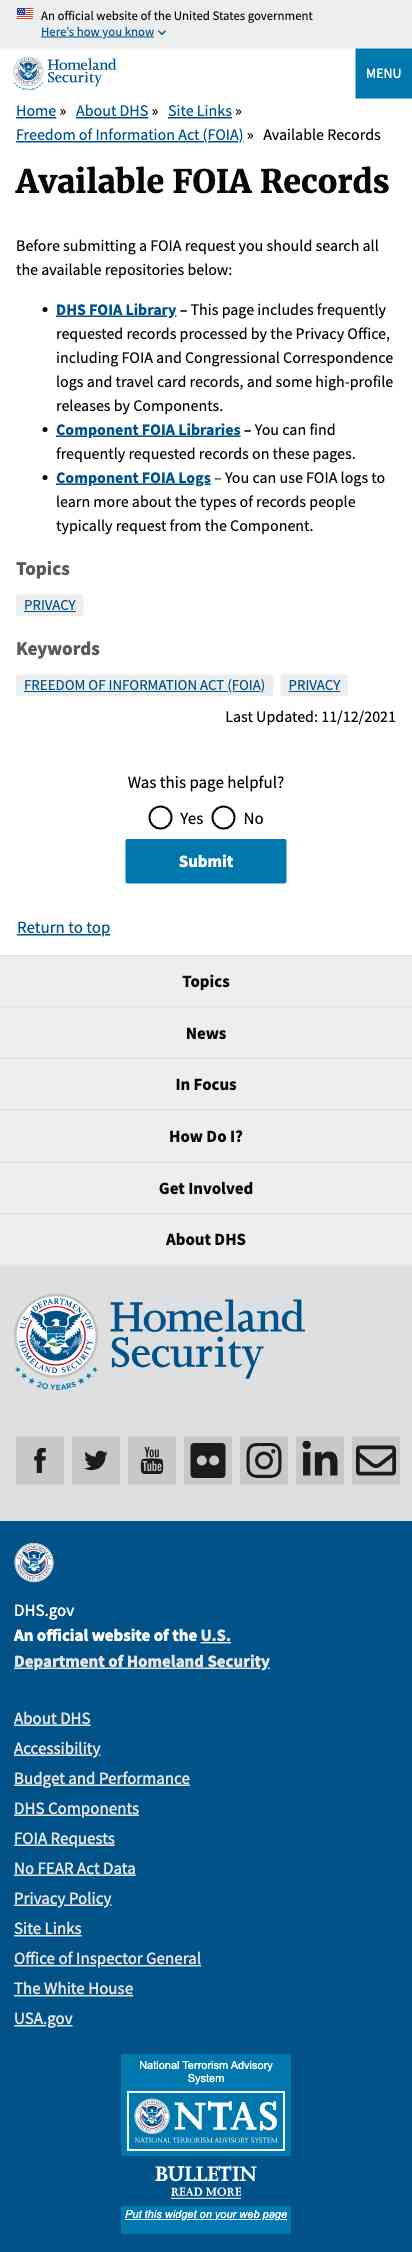 An official website of the United States government
Here's how you know
Homeland
Security
MENU
Home » About DHS » Site Links »
Freedom of Information Act (FOIA) » Available Records
Available FOIA Records
Before submitting a FOIA request you should search all
the available repositories below:
• DHS FOIA Library – This page includes frequently
requested records processed by the Privacy Office,
including FOIA and Congressional Correspondence
logs and travel card records, and some high-profile
releases by Components.
• Component FOIA Libraries – You can find
frequently requested records on these pages.
• Component FOIA Logs – You can use FOIA logs to
learn more about the types of records people
typically request from the Component.
Topics
PRIVACY
Keywords
FREEDOM OF INFORMATION ACT (FOIA) PRIVACY
Last Updated: 11/12/2021
Was this page helpful?
Yes No
Submit
Return to top
Topics
News
In Focus
How Do I?
Get Involved
About DHS
U.S. DEPARTMENT OF
HOMELAND SECURITY
20 YEARS
Homeland
Security
You
Tube
in
DHS.gov
An official website of the U.S.
Department of Homeland Security
About DHS
Accessibility
Budget and Performance
DHS Components
FOIA Requests
No FEAR Act Data
Privacy Policy
Site Links
Office of Inspector General
The White House
USA.gov
National Terrorism Advisory
System
NTAS
NATIONAL TERRORISM ADVISORY SYSTEM
BULLETIN
READ MORE
Put this widget on your web page